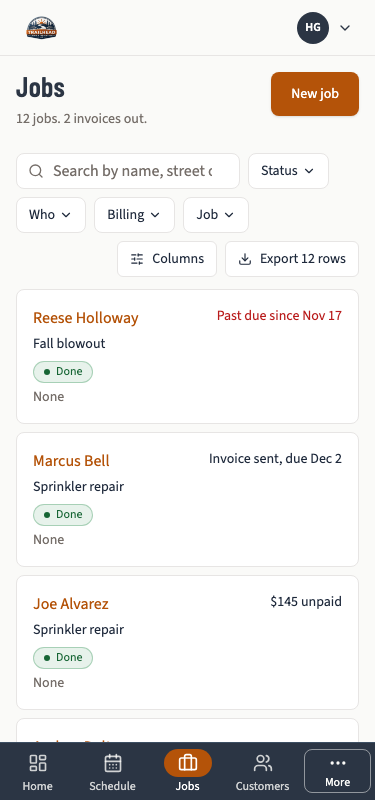 TRAILHEAD
HG
Jobs
New job
12 jobs. 2 invoices out.
Search by name, street
Status
Who
Billing
Job
Columns
Export 12 rows
Reese Holloway
Past due since Nov 17
Fall blowout
Done
None
Marcus Bell
Invoice sent, due Dec 2
Sprinkler repair
Done
None
Joe Alvarez
$145 unpaid
Sprinkler repair
Done
None
Home
Schedule
Jobs
Customers
More